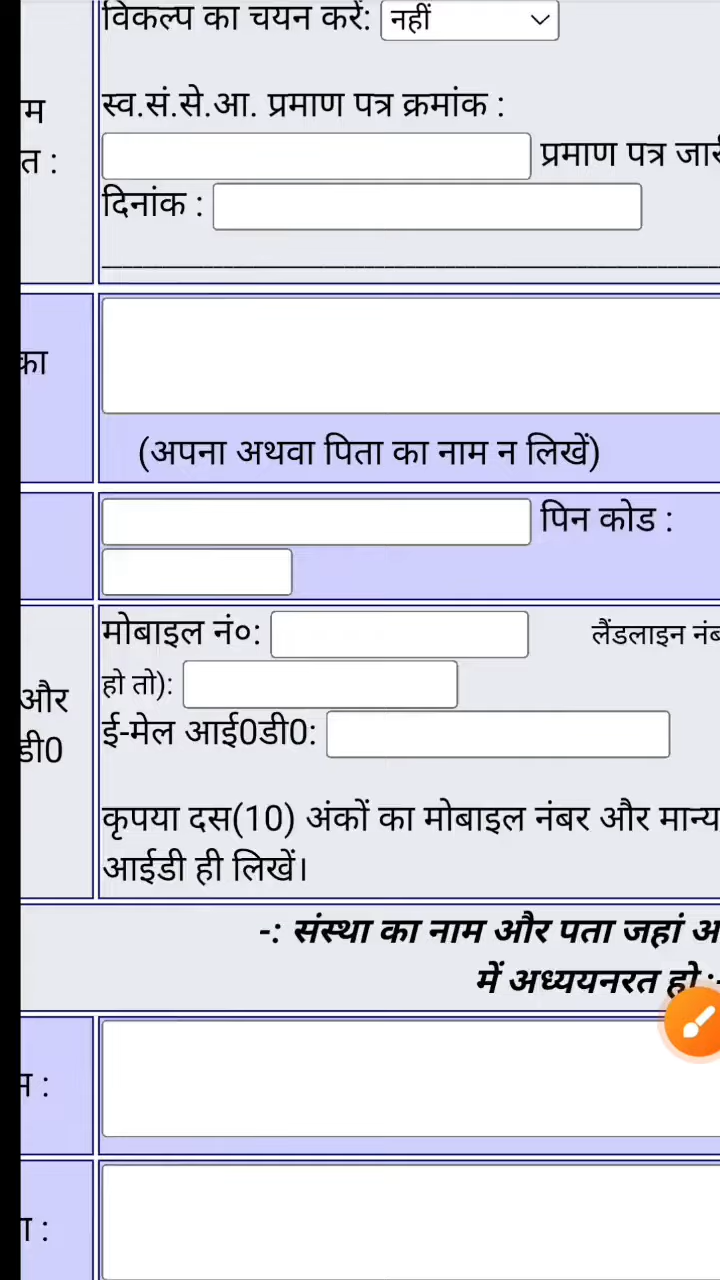 विकल्प का चयन करें: नहीं
म
स्व.सं.से.आ. प्रमाण पत्र क्रमांक :
त :
प्रमाण पत्र
दिनांक :
का
(अपना अथवा पिता का नाम न लिखें)
पिन कोड :
मोबाइल नं०:
लैंडलाइन
हो तो):
और
डी0
ई-मेल आई0डी0:
कृपया दस(10) अंकों का मोबाइल नंबर और मान्य
आईडी ही लिखें।
-: संस्था का नाम और पता जहां
में अध्ययनरत हो :-